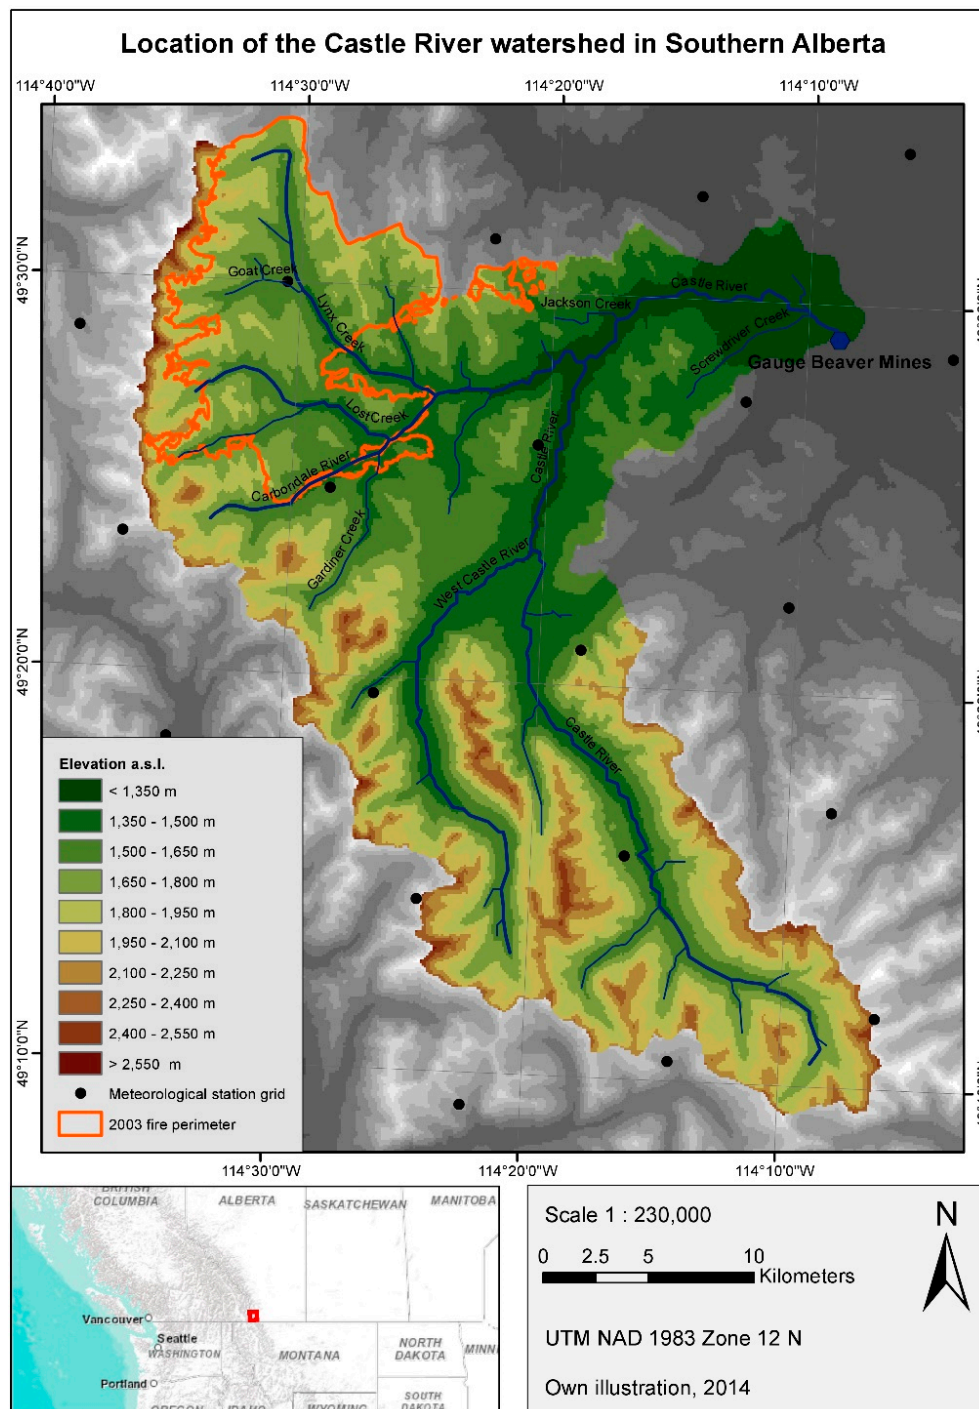 Location of the Castle River watershed in Southern Alberta
114°40'0"W
114°30'0"W
114°20'0"W
114°10'0"W
49°30'0"N
49°20'0"N
49°10'0"N
Goat Creek
Lynx Creek
Jackson Creek
Castle River
Screwdriver Creek
Gauge Beaver Mines
Lost Creek
Carbondale River
Castle River
Gardiner Creek
West Castle River
Castle River
Elevation a.s.l.
< 1,350 m
1,350 - 1,500 m
1,500 - 1,650 m
1,650 - 1,800 m
1,800 - 1,950 m
1,950 - 2,100 m
2,100 - 2,250 m
2,250 - 2,400 m
2,400 - 2,550 m
> 2,550 m
Meteorological station grid
2003 fire perimeter
114°30'0"W
114°20'0"W
114°10'0"W
BRITISH
COLUMBIA
ALBERTA
SASKATCHEWAN
MANITOBA
Vancouver
Seattle
WASHINGTON
MONTANA
NORTH
DAKOTA
Portland
SOUTH
DAKOTA
Scale 1 : 230,000
0 2.5 5 10
Kilometers
N
UTM NAD 1983 Zone 12 N
Own illustration, 2014